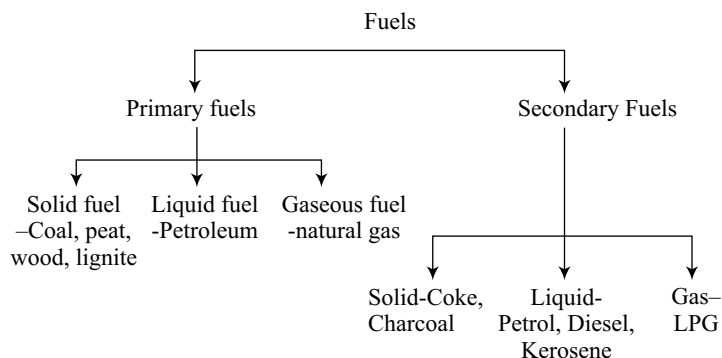 Fuels
Primary fuels
Secondary Fuels
Solid fuel
–Coal, peat,
wood, lignite
Liquid fuel
-Petroleum
Gaseous fuel
-natural gas
Solid-Coke,
Charcoal
Liquid-
Petrol, Diesel,
Kerosene
Gas–
LPG